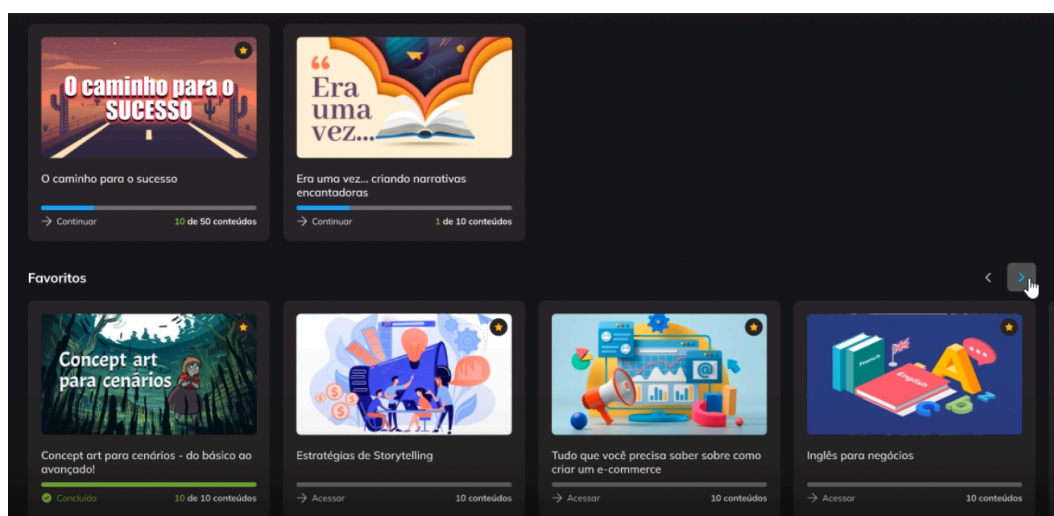 O caminho para o
SUCESSO
“
Era
uma
vez...
O caminho para o sucesso
Era uma vez... criando narrativas
encantadoras
Continuar
10 de 50 conteúdos
Continuar
1 de 10 conteúdos
Favoritos
Concept art
para cenários
French
English
Concept art para cenários - do básico ao
avançado!
Estratégias de Storytelling
Tudo que você precisa saber sobre como
criar um e-commerce
Inglês para negócios
Concluído
10 de 10 conteúdos
Acessar
10 conteúdos
Acessar
10 conteúdos
Acessar
10 conteúdos